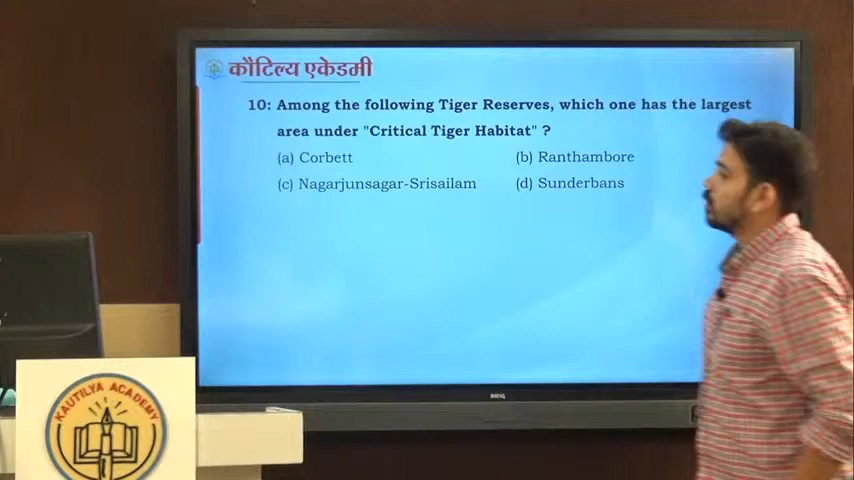 कौटिल्य एकेडमी
10: Among the following Tiger Reserves, which one has the largest
area under "Critical Tiger Habitat" ?
(a) Corbett (b) Ranthambore
(c) Nagarjunsagar-Srisailam (d) Sunderbans
BENQ
KAUTILYA ACADEMY